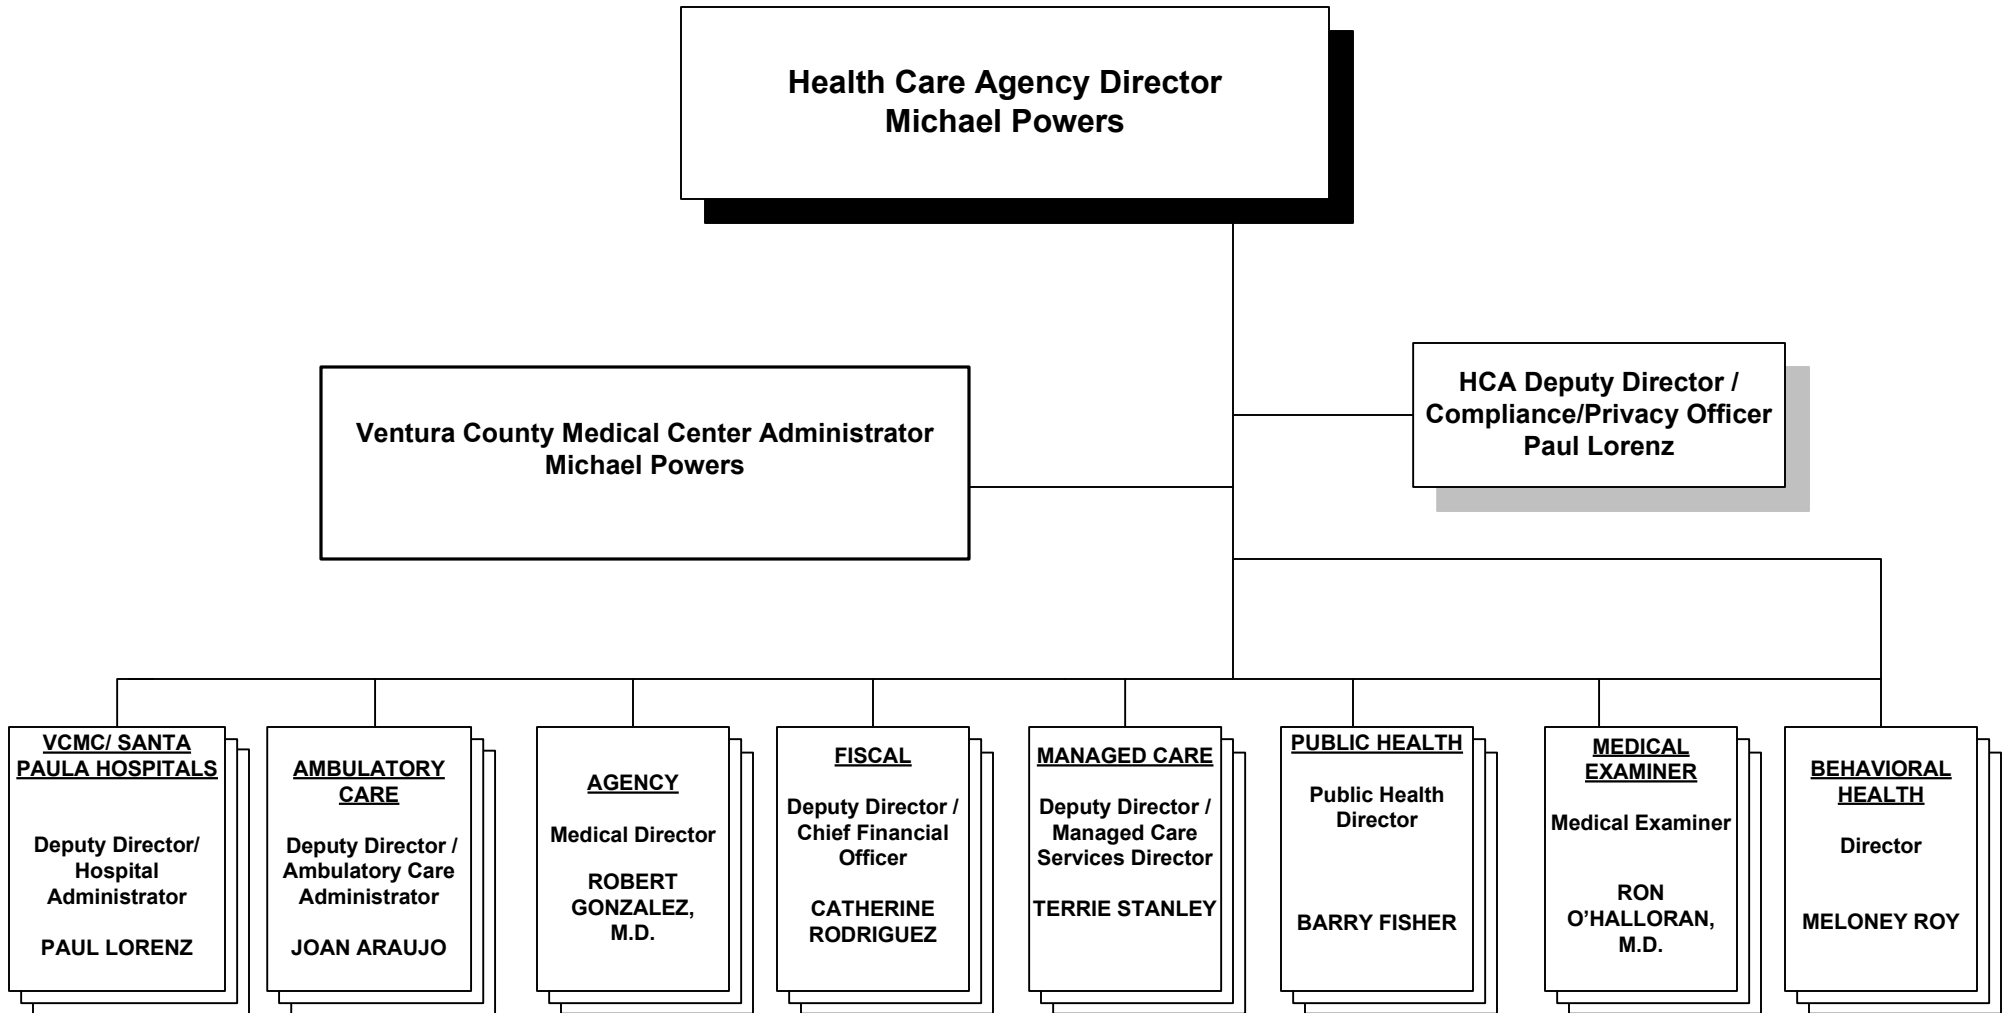 Health Care Agency Director
Michael Powers
Ventura County Medical Center Administrator
Michael Powers
HCA Deputy Director /
Compliance/Privacy Officer
Paul Lorenz
VCMC/ SANTA
PAULA HOSPITALS
Deputy Director/
Hospital
Administrator
PAUL LORENZ
AMBULATORY
CARE
Deputy Director /
Ambulatory Care
Administrator
JOAN ARAUJO
AGENCY
Medical Director
ROBERT
GONZALEZ,
M.D.
FISCAL
Deputy Director /
Chief Financial
Officer
CATHERINE
RODRIGUEZ
MANAGED CARE
Deputy Director /
Managed Care
Services Director
TERRIE STANLEY
PUBLIC HEALTH
Public Health
Director
BARRY FISHER
MEDICAL
EXAMINER
Medical Examiner
RON
O’HALLORAN,
M.D.
BEHAVIORAL
HEALTH
Director
MELONEY ROY